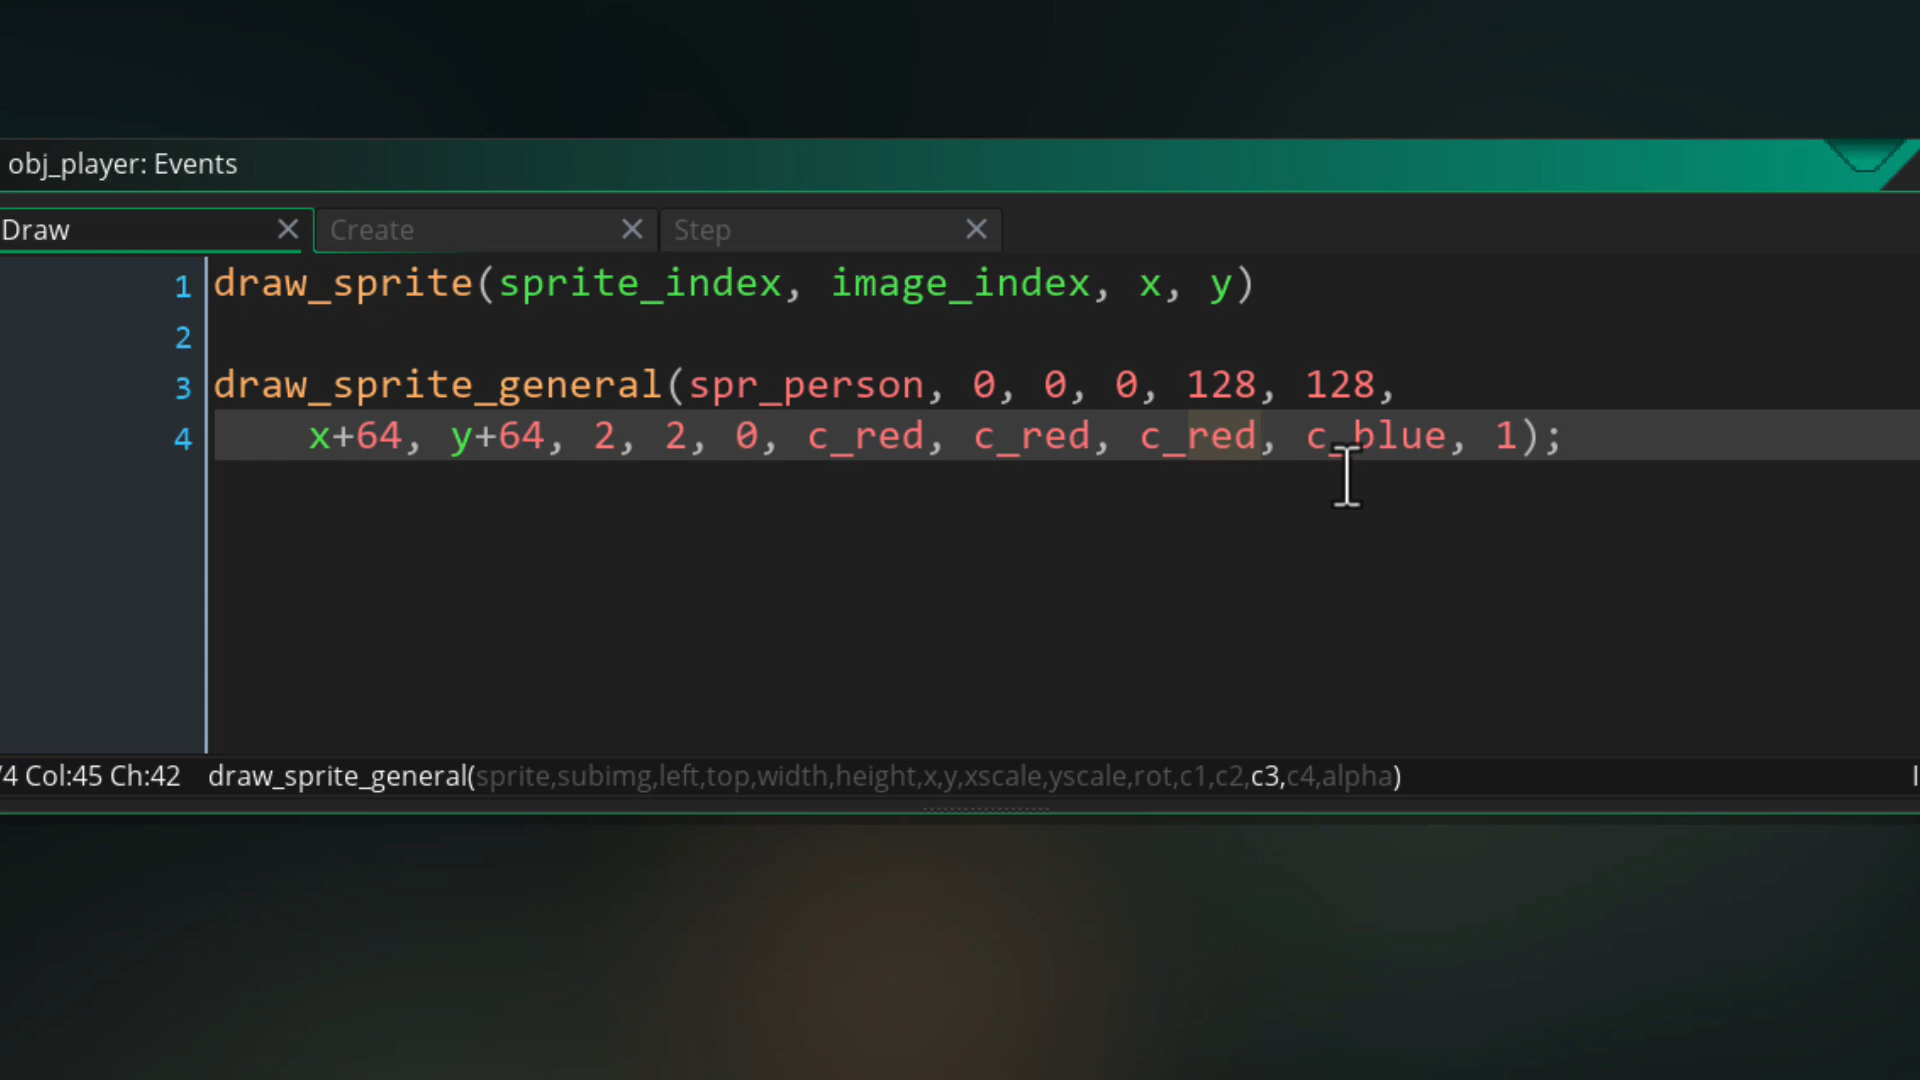 obj_player: Events
Draw Create Step
1 draw_sprite(sprite_index, image_index, x, y)
2
3 draw_sprite_general(spr_person, 0, 0, 0, 128, 128,
4 x+64, y+64, 2, 2, 0, c_red, c_red, c_red, c_blue, 1);
/4 Col:45 Ch:42 draw_sprite_general(sprite,subimg,left,top,width,height,x,y,xscale,yscale,rot,c1,c2,c3,c4,alpha)